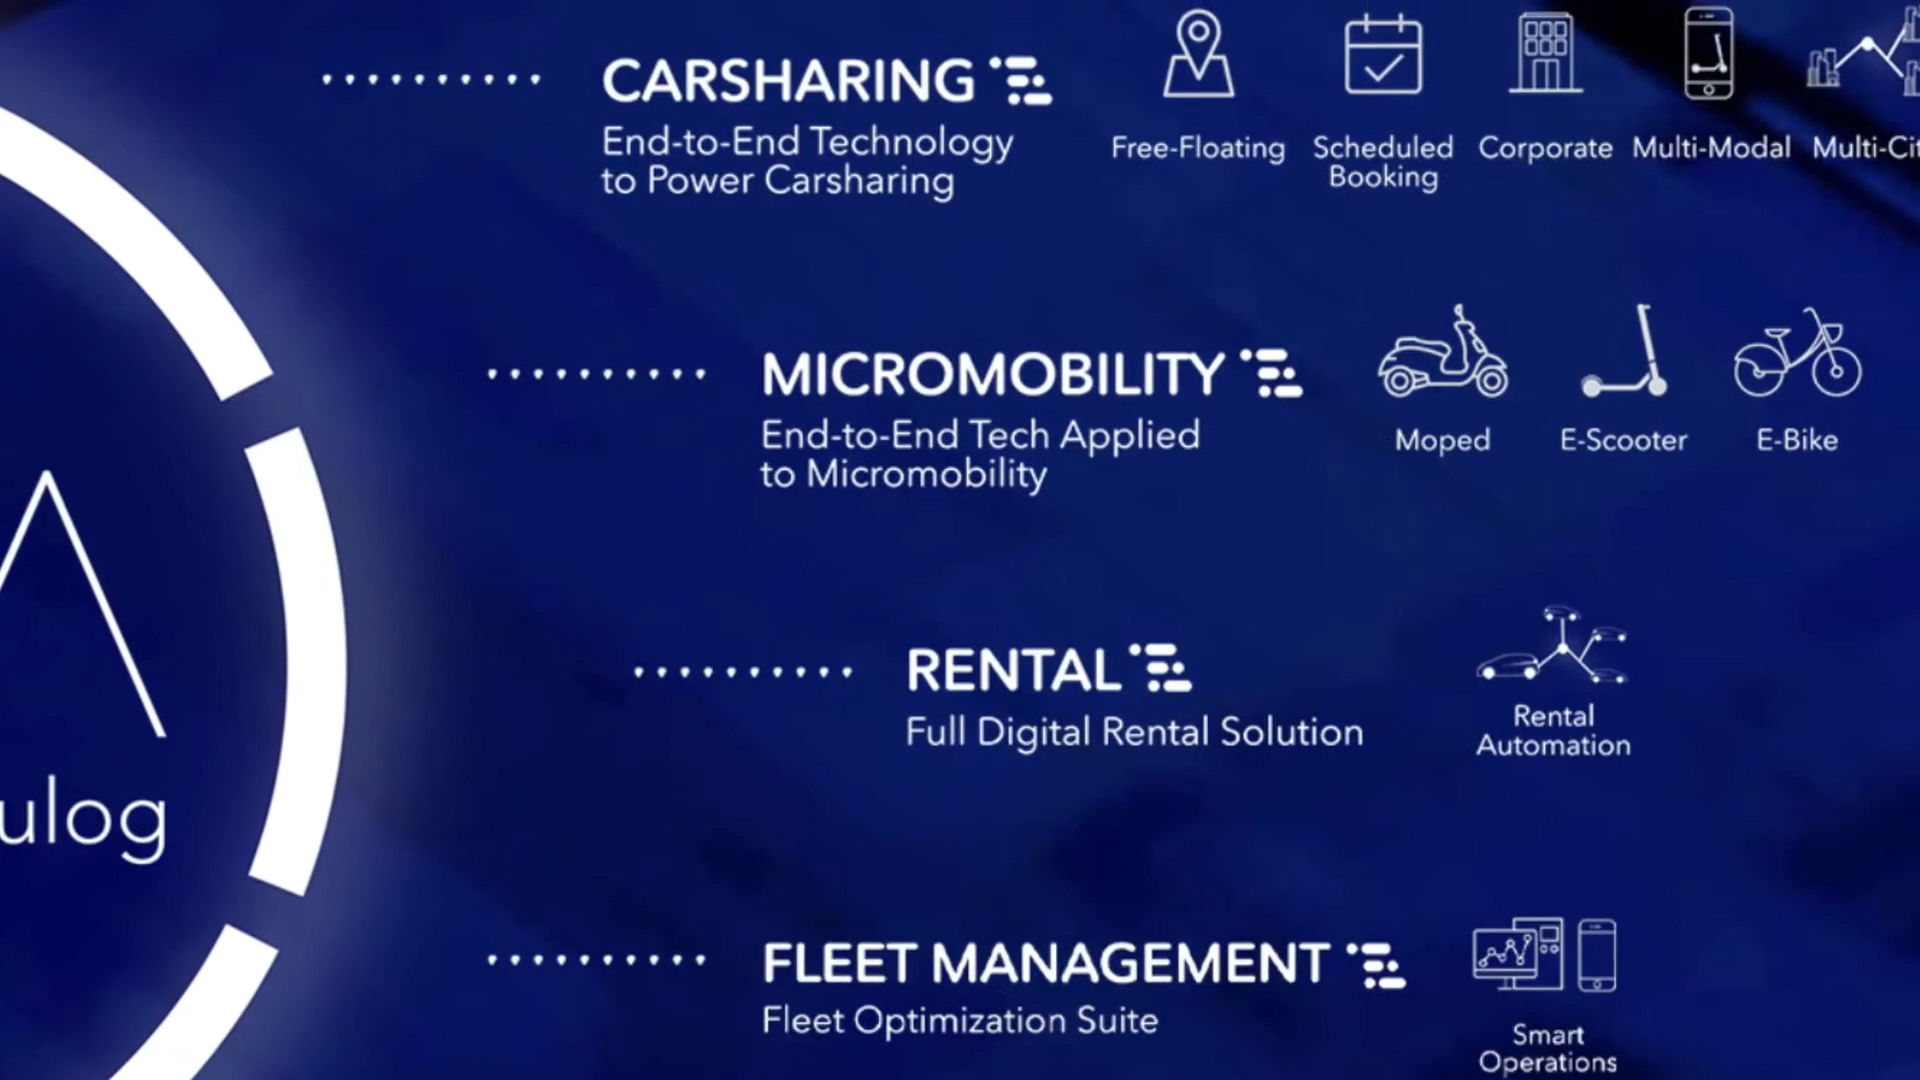 CARSHARING
End-to-End Technology
to Power Carsharing
Free-Floating
Scheduled
Booking
Corporate
Multi-Modal
Multi-Cit
MICROMOBILITY
End-to-End Tech Applied
to Micromobility
Moped
E-Scooter
E-Bike
RENTAL
Full Digital Rental Solution
Rental
Automation
ulog
FLEET MANAGEMENT
Fleet Optimization Suite
Smart
Operations